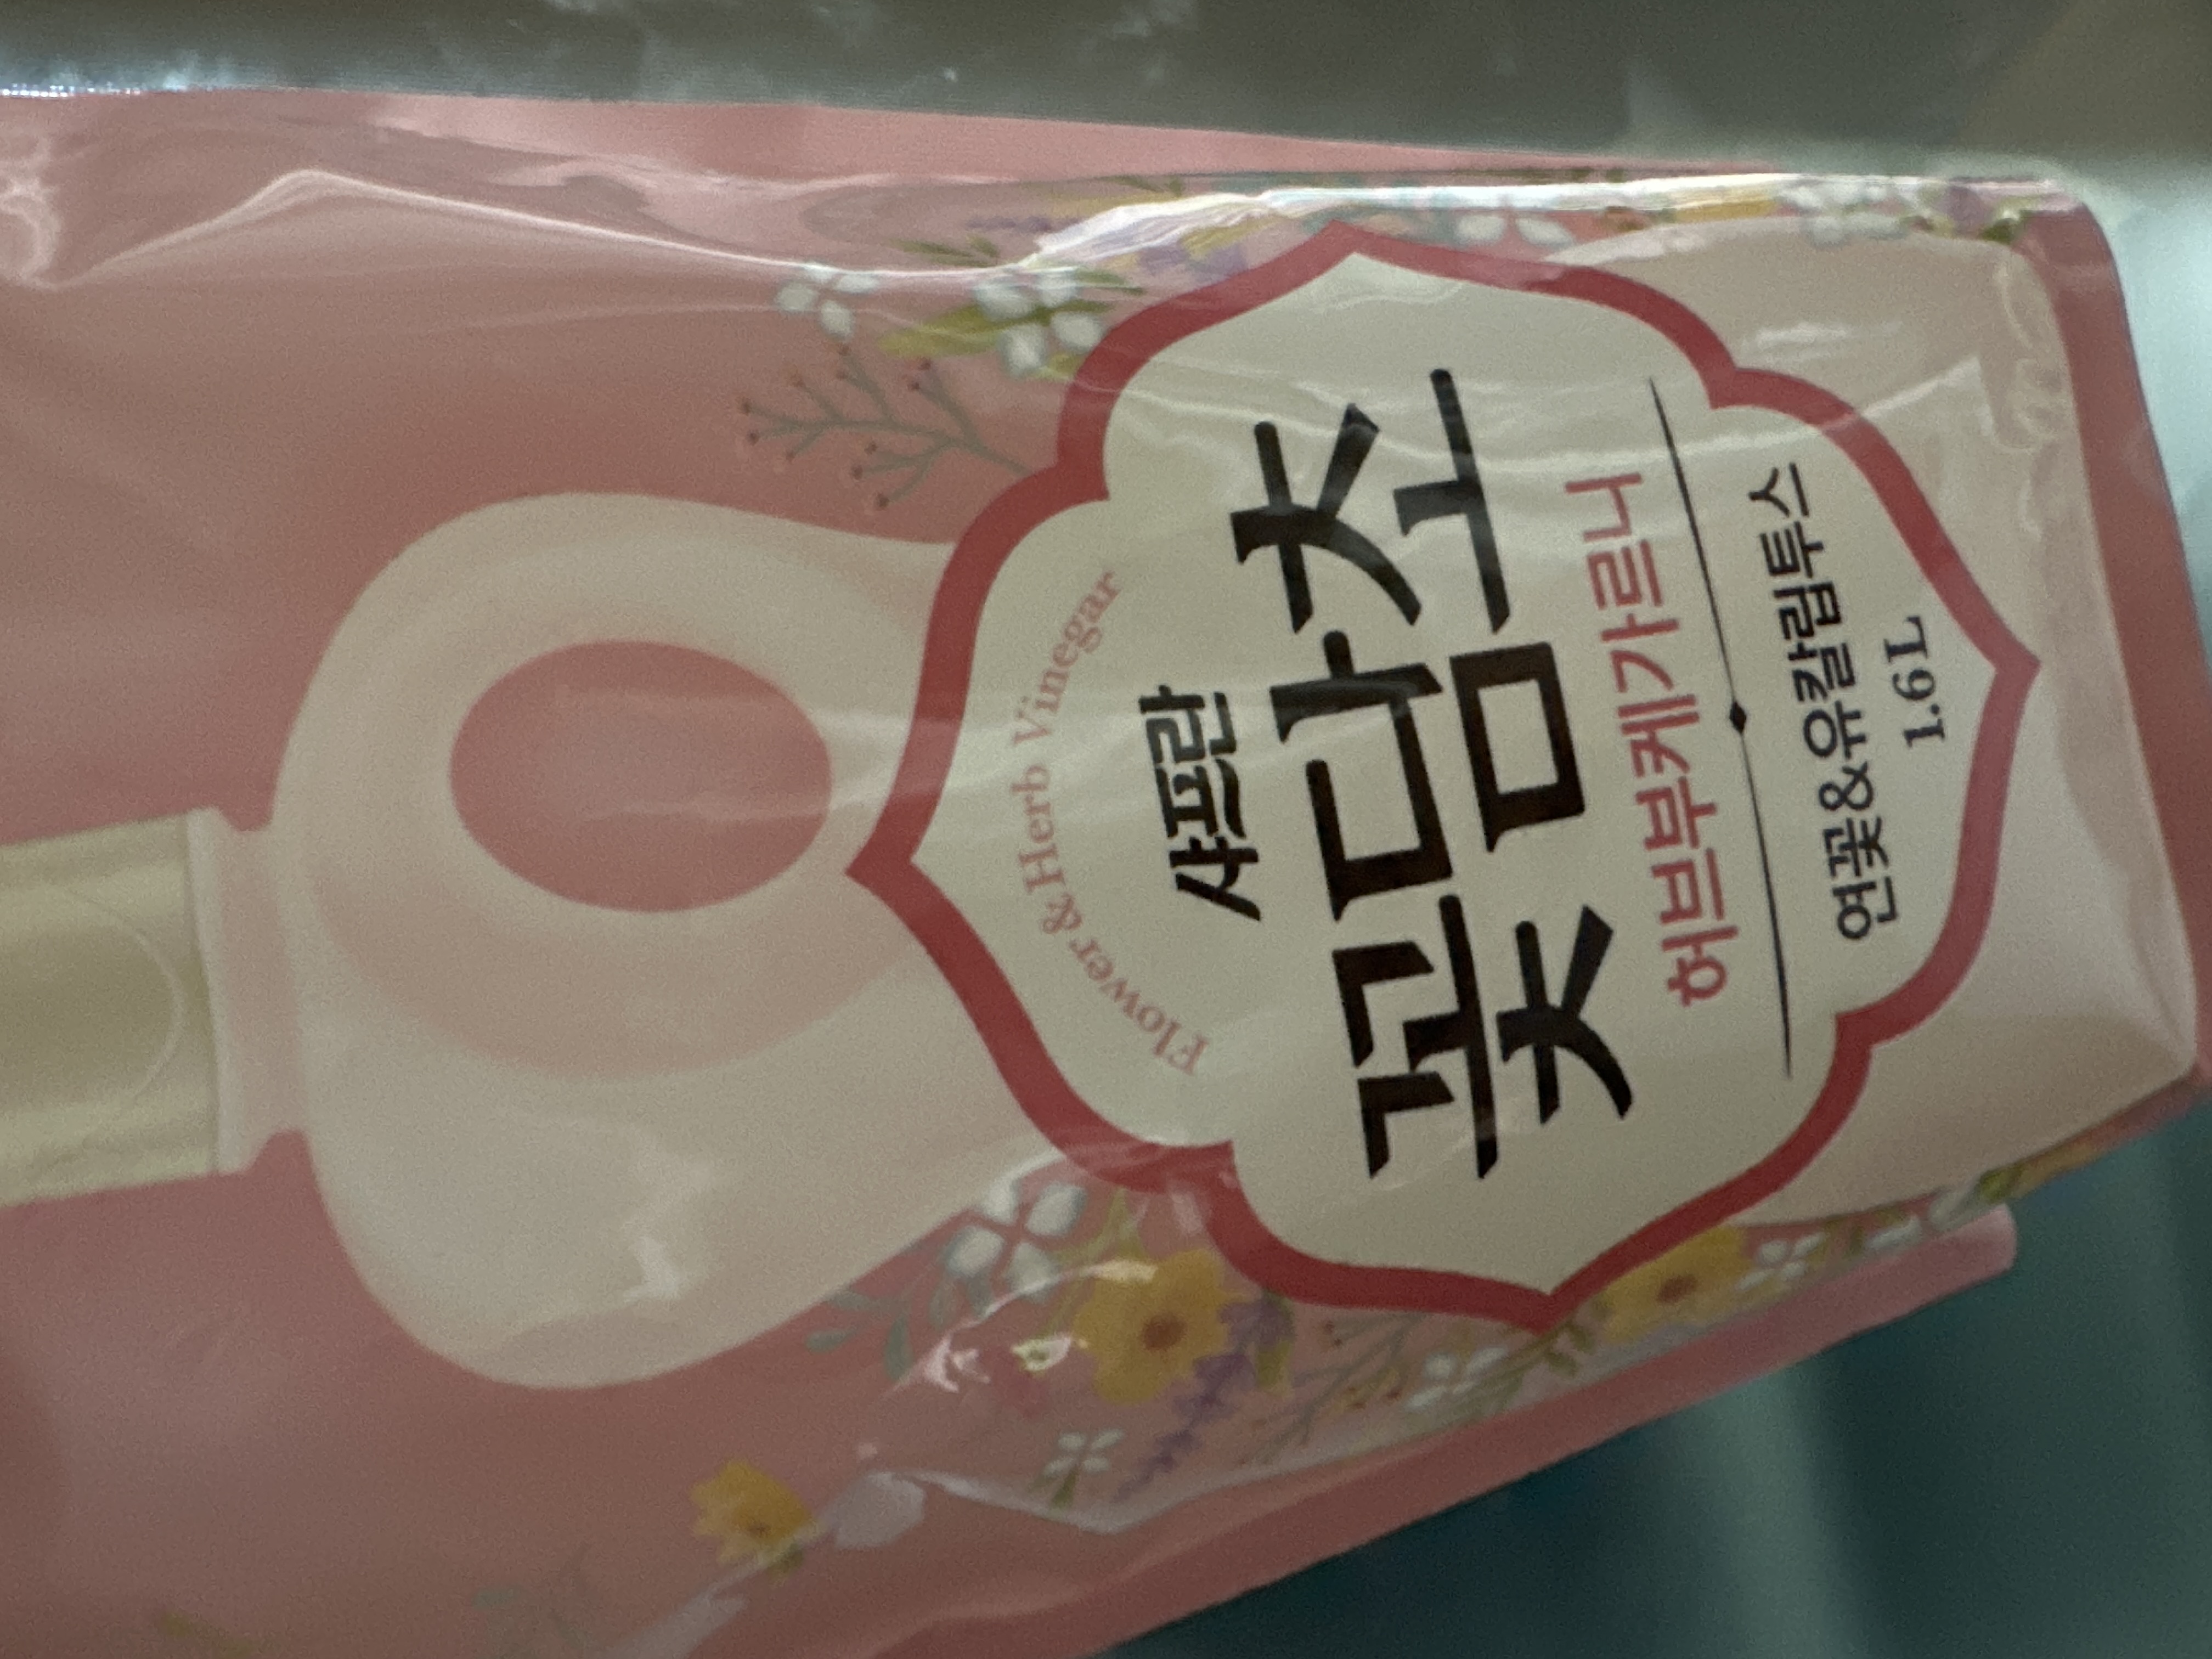 Flower & Herb Vinegar
샤프란
꽃담초
허브부케가르니
연꽃&유칼립투스
1.6L